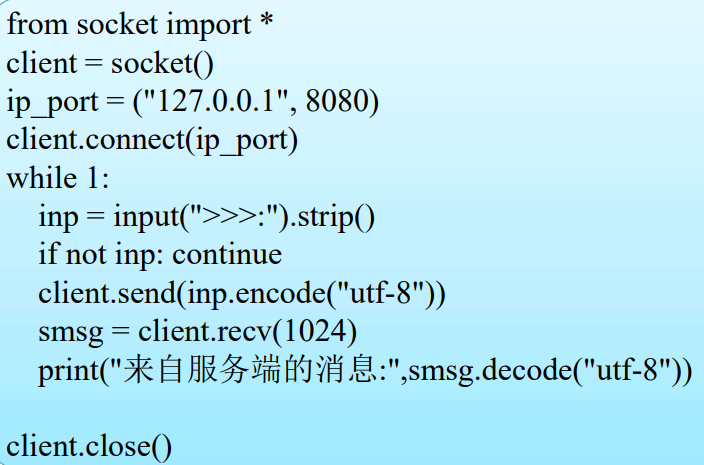 from socket import *
client = socket()
ip_port = ("127.0.0.1", 8080)
client.connect(ip_port)
while 1:
    inp = input(">>>:").strip()
    if not inp: continue
    client.send(inp.encode("utf-8"))
    smsg = client.recv(1024)
    print("来自服务端的消息:",smsg.decode("utf-8"))
client.close()